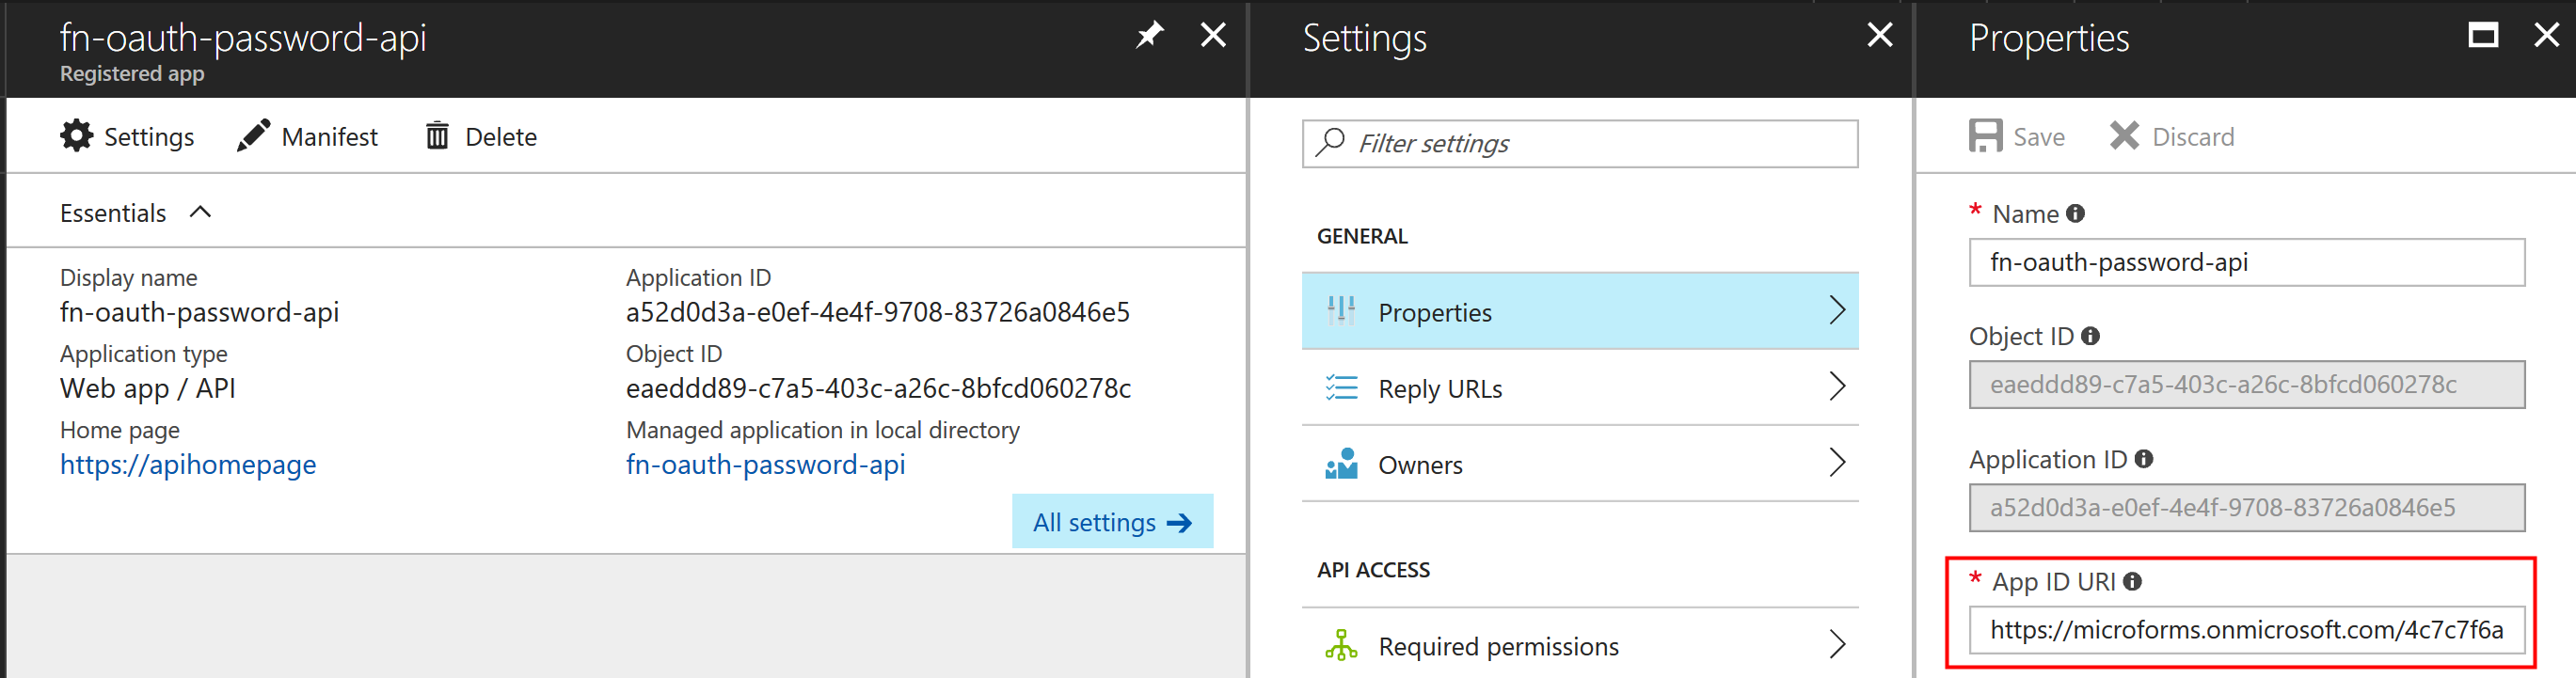 fn-oauth-password-api
Registered app
Settings
Manifest
Delete
Essentials
Display name
fn-oauth-password-api
Application type
Web app / API
Home page
https://apihomepage
Application ID
a52d0d3a-e0ef-4e4f-9708-83726a0846e5
Object ID
eaeddd89-c7a5-403c-a26c-8bfcd060278c
Managed application in local directory
fn-oauth-password-api
All settings
Settings
Filter settings
GENERAL
Properties
Reply URLs
Owners
API ACCESS
Required permissions
Properties
Save
Discard
* Name
fn-oauth-password-api
Object ID
eaeddd89-c7a5-403c-a26c-8bfcd060278c
Application ID
a52d0d3a-e0ef-4e4f-9708-83726a0846e5
* App ID URI
https://microforms.onmicrosoft.com/4c7c7f6a